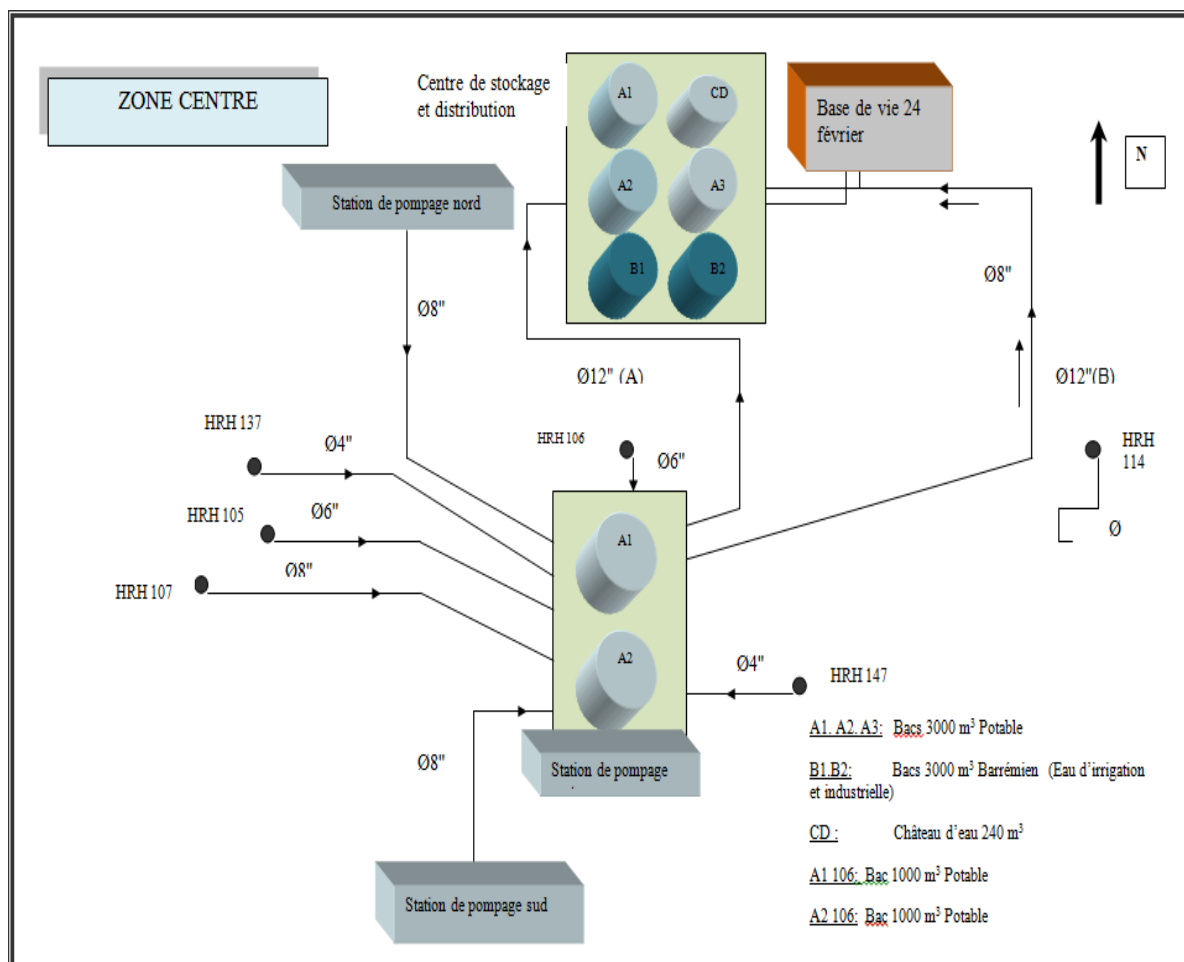 ZONE CENTRE
Centre de stockage
et distribution
A1
CD
A2
A3
B1
B2
Base de vie 24
février
N
Station de pompage nord
Ø8"
Ø8"
Ø12" (A)
Ø12"(B)
HRH 137
Ø4"
HRH 106
Ø6"
HRH
114
Ø
HRH 105
Ø6"
Ø8"
HRH 107
A1
A2
Ø4"
HRH 147
Ø8"
Station de pompage
Station de pompage sud
A1. A2. A3: Bacs 3000 m³ Potable
B1.B2: Bacs 3000 m³ Barrémien (Eau d'irrigation
et industrielle)
CD : Château d'eau 240 m³
A1 106: Bac 1000 m³ Potable
A2 106: Bac 1000 m³ Potable